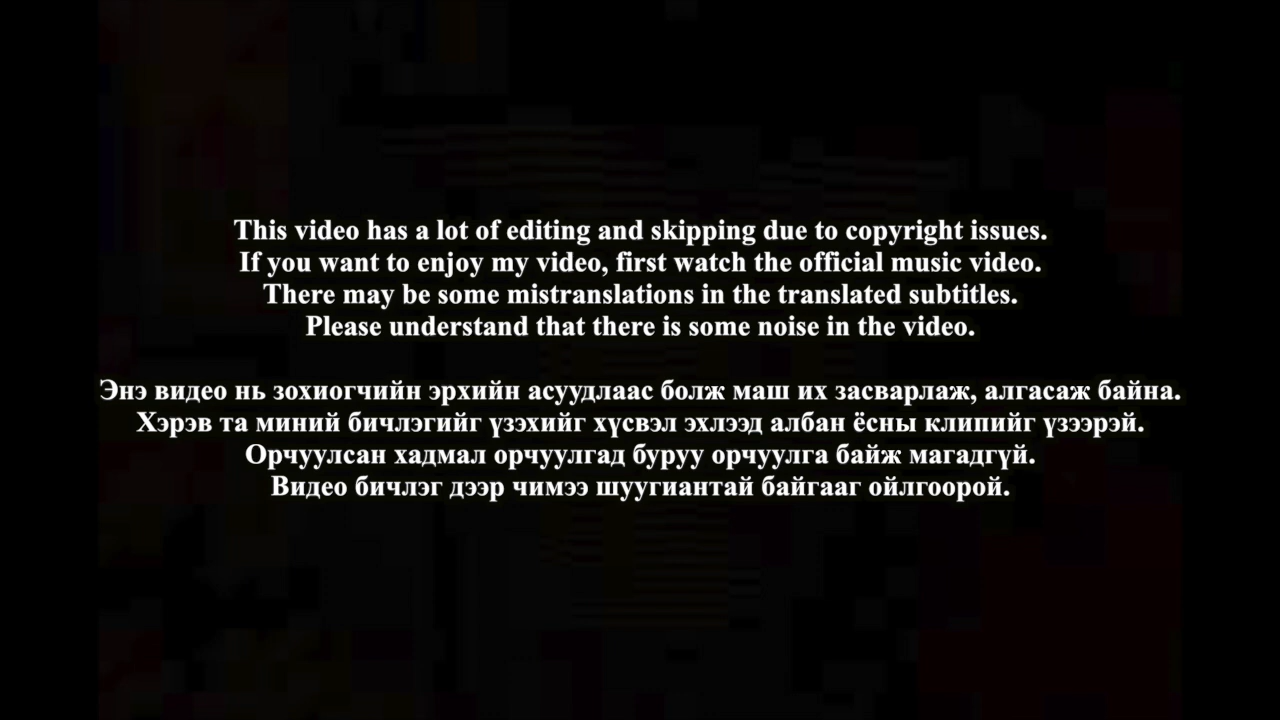 This video has a lot of editing and skipping due to copyright issues.
If you want to enjoy my video, first watch the official music video.
There may be some mistranslations in the translated subtitles.
Please understand that there is some noise in the video.
Энэ видео нь зохиогчийн эрхийн асуудлаас болж маш их засварлаж, алгасаж байна.
Хэрэв та миний бичлэгийг үзэхийг хүсвэл эхлээд албан ёсны клипийг үзээрэй.
Орчуулсан хадмал орчуулгад буруу орчуулга байж магадгүй.
Видео бичлэг дээр чимээ шуугиантай байгааг ойлгоорой.